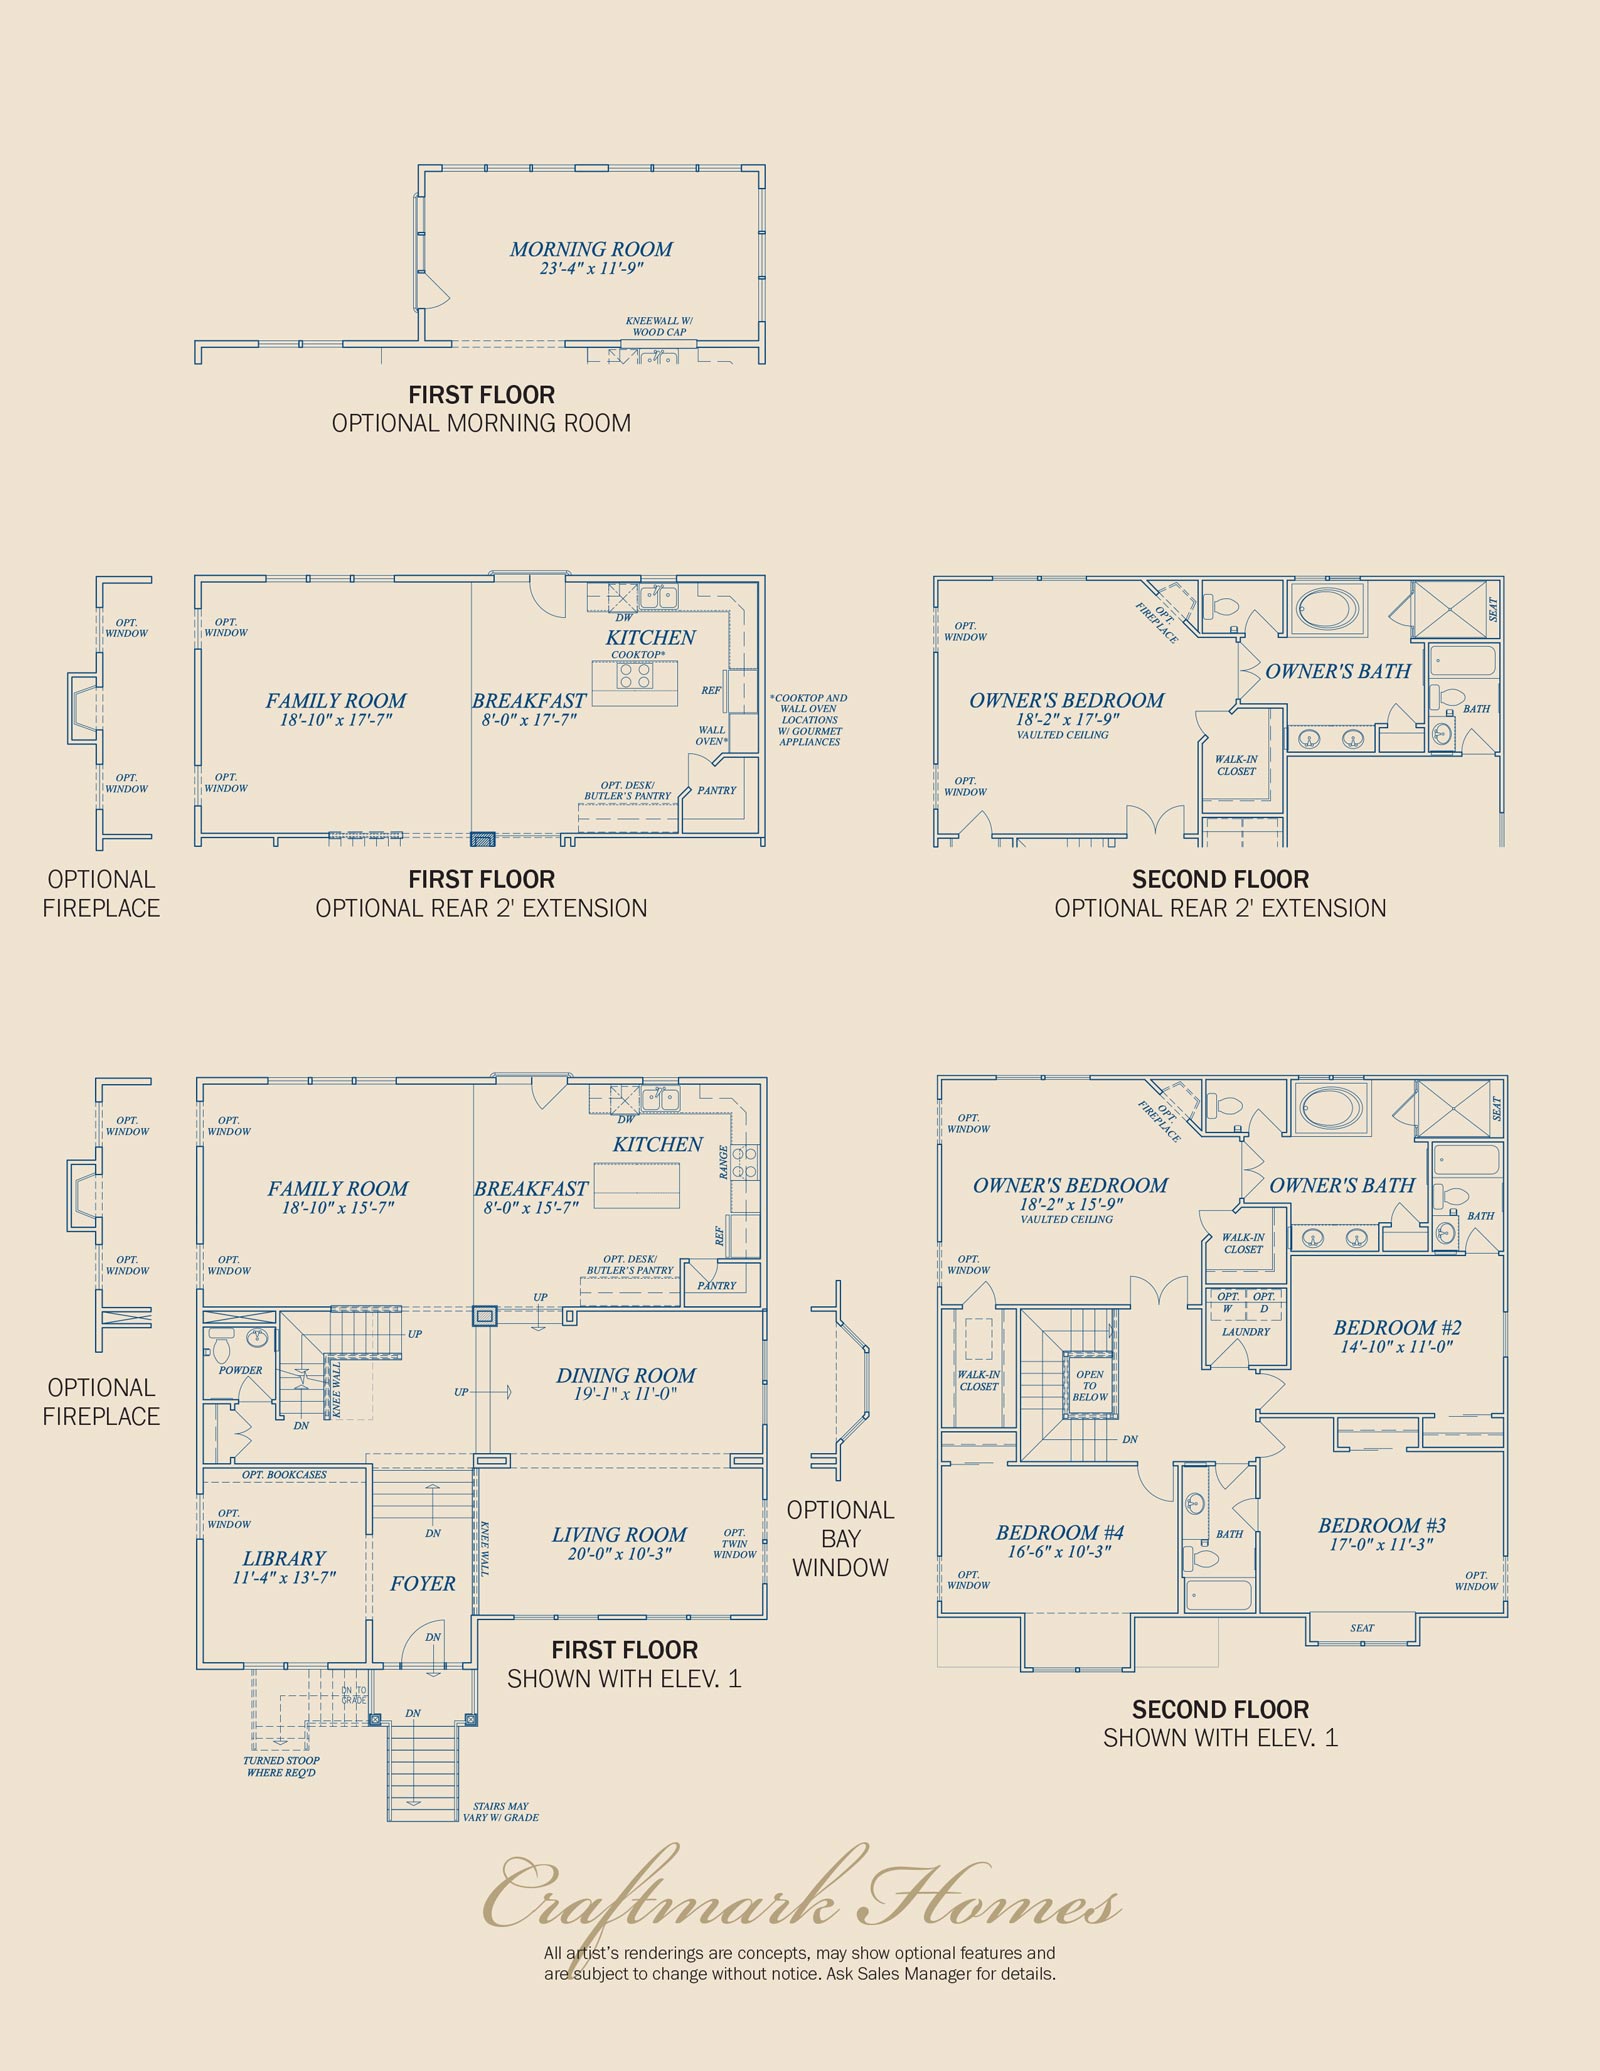 MORNING ROOM
23'-4" x 11'-9"
KNEEWALL W/
WOOD CAP
FIRST FLOOR
OPTIONAL MORNING ROOM
OPT.
WINDOW
OPT.
WINDOW
OPTIONAL
FIREPLACE
OPT.
WINDOW
FAMILY ROOM
18'-10" x 17'-7"
OPT.
WINDOW
BREAKFAST
8'-0" x 17'-7"
DW
KITCHEN
COOKTOP*
REF
WALL
OVEN*
OPT. DESK/
BUTLER'S PANTRY
PANTRY
*COOKTOP AND
WALL OVEN
LOCATIONS
W/ GOURMET
APPLIANCES
FIRST FLOOR
OPTIONAL REAR 2' EXTENSION
OPT.
WINDOW
OPT.
FIREPLACE
SEAT
OWNER'S BATH
OWNER'S BEDROOM
18'-2" x 17'-9"
VAULTED CEILING
BATH
WALK-IN
CLOSET
OPT.
WINDOW
SECOND FLOOR
OPTIONAL REAR 2' EXTENSION
OPT.
WINDOW
OPT.
WINDOW
OPTIONAL
FIREPLACE
OPT.
WINDOW
FAMILY ROOM
18'-10" x 15'-7"
OPT.
WINDOW
BREAKFAST
8'-0" x 15'-7"
DW
KITCHEN
RANGE
REF
OPT. DESK/
BUTLER'S PANTRY
PANTRY
UP
UP
POWDER
KNEE WALL
DN
UP
DINING ROOM
19'-1" x 11'-0"
OPT. BOOKCASES
OPT.
WINDOW
LIBRARY
11'-4" x 13'-7"
DN
FOYER
KNEE WALL
LIVING ROOM
20'-0" x 10'-3"
OPT.
TWIN
WINDOW
DN
OPTIONAL
BAY
WINDOW
FIRST FLOOR
SHOWN WITH ELEV. 1
DN TO
GRADE
DN
TURNED STOOP
WHERE REQ'D
STAIRS MAY
VARY W/ GRADE
OPT.
WINDOW
OPT.
FIREPLACE
SEAT
OWNER'S BEDROOM
18'-2" x 15'-9"
VAULTED CEILING
OWNER'S BATH
BATH
WALK-IN
CLOSET
OPT.
WINDOW
OPT. OPT.
W D
LAUNDRY
BEDROOM #2
14'-10" x 11'-0"
WALK-IN
CLOSET
OPEN
TO
BELOW
DN
BEDROOM #4
16'-6" x 10'-3"
OPT.
WINDOW
BATH
BEDROOM #3
17'-0" x 11'-3"
OPT.
WINDOW
SEAT
SECOND FLOOR
SHOWN WITH ELEV. 1
Craftmark Homes
All artist's renderings are concepts, may show optional features and
are subject to change without notice. Ask Sales Manager for details.